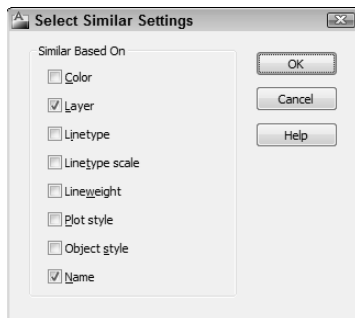 Select Similar Settings
Similar Based On
Color
Layer
Linetype
Linetype scale
Lineweight
Plot style
Object style
Name
OK
Cancel
Help